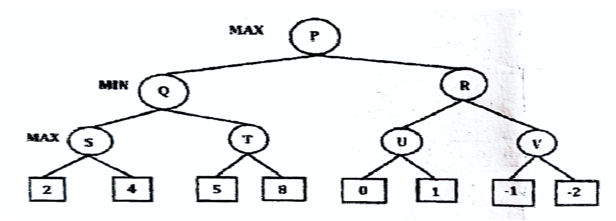 MAX P
MIN Q R
MAX S T U V
2 4 5 8 0 1 -1 -2